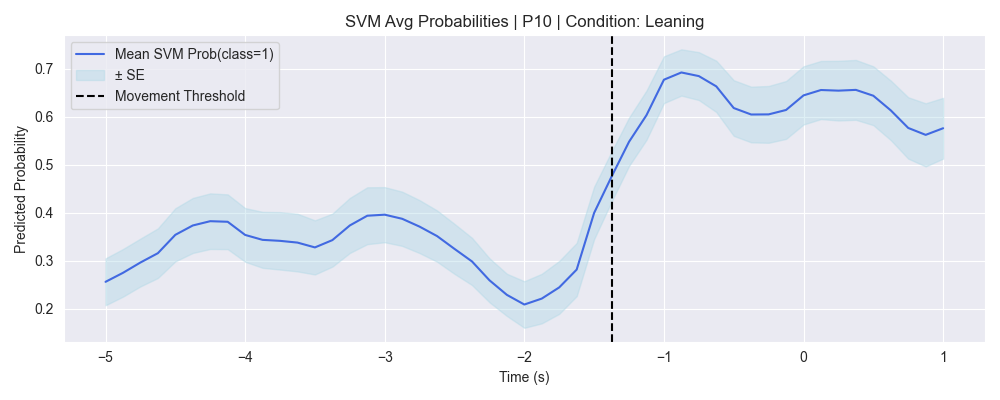 SVM Avg Probabilities | P10 | Condition: Leaning
Mean SVM Prob(class=1)
± SE
Movement Threshold
Predicted Probability
0.7
0.6
0.5
0.4
0.3
0.2
−5
−4
−3
−2
−1
0
1
Time (s)